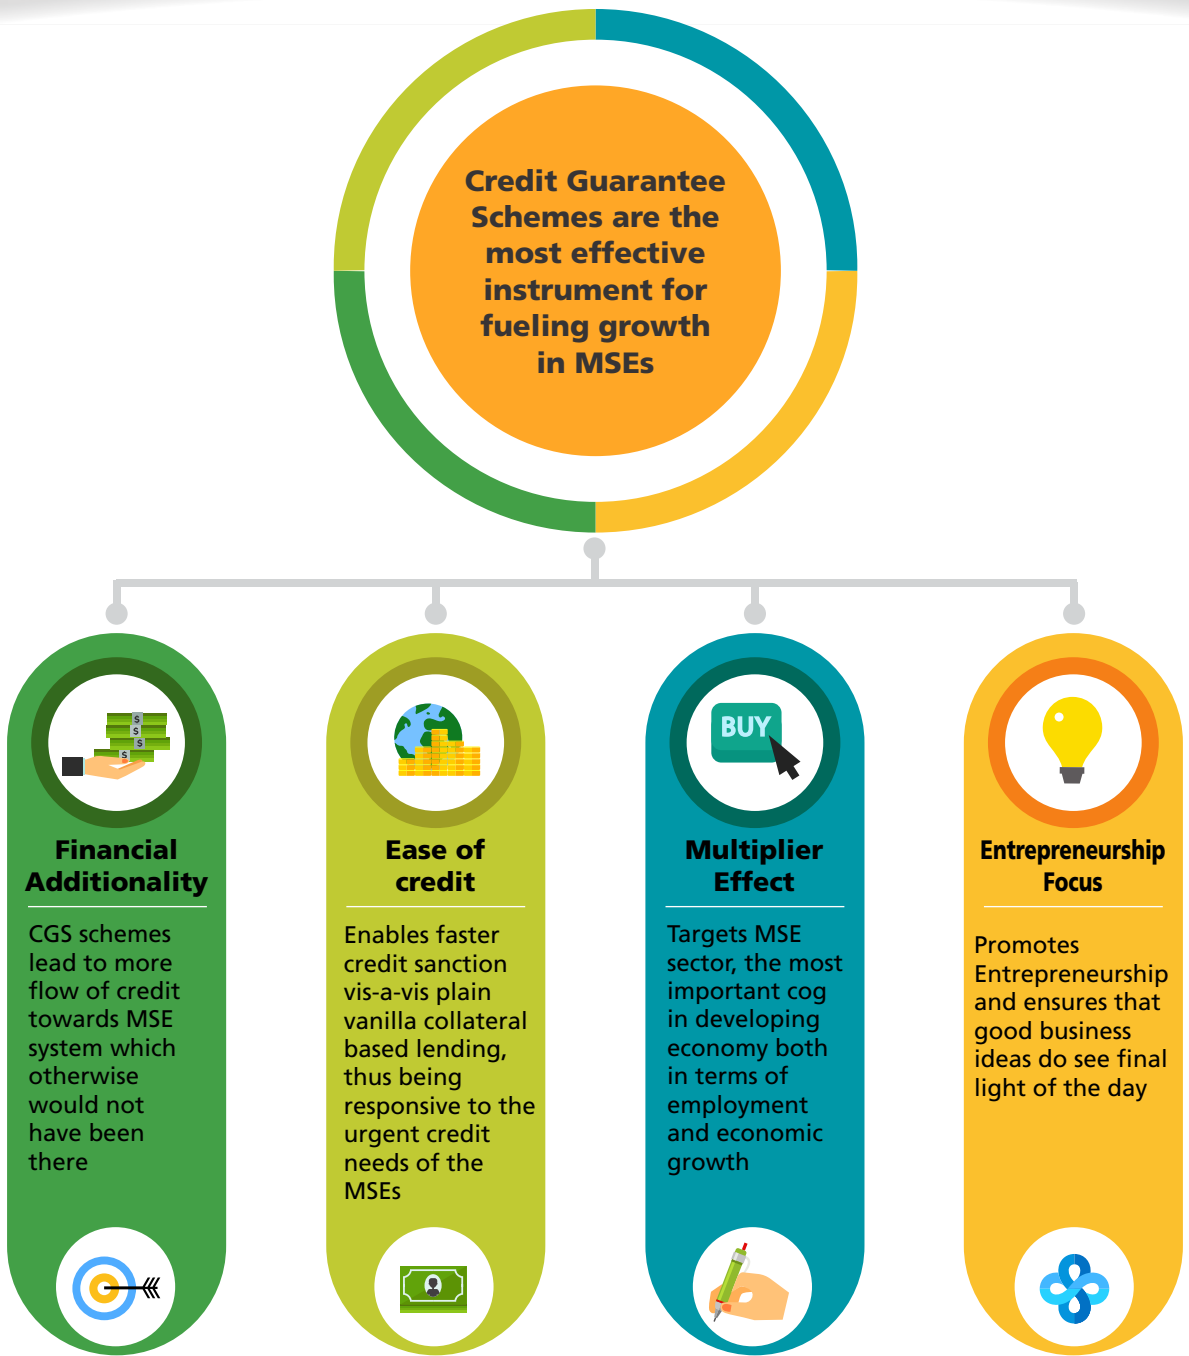 Credit Guarantee
Schemes are the
most effective
instrument for
fueling growth
in MSEs
$
$
$
$
Financial
Additionality
CGS schemes
lead to more
flow of credit
towards MSE
system which
otherwise
would not
have been
there
Ease of
credit
Enables faster
credit sanction
vis-a-vis plain
vanilla collateral
based lending,
thus being
responsive to the
urgent credit
needs of the
MSEs
BUY
Multiplier
Effect
Targets MSE
sector, the most
important cog
in developing
economy both
in terms of
employment
and economic
growth
Entrepreneurship
Focus
Promotes
Entrepreneurship
and ensures that
good business
ideas do see final
light of the day